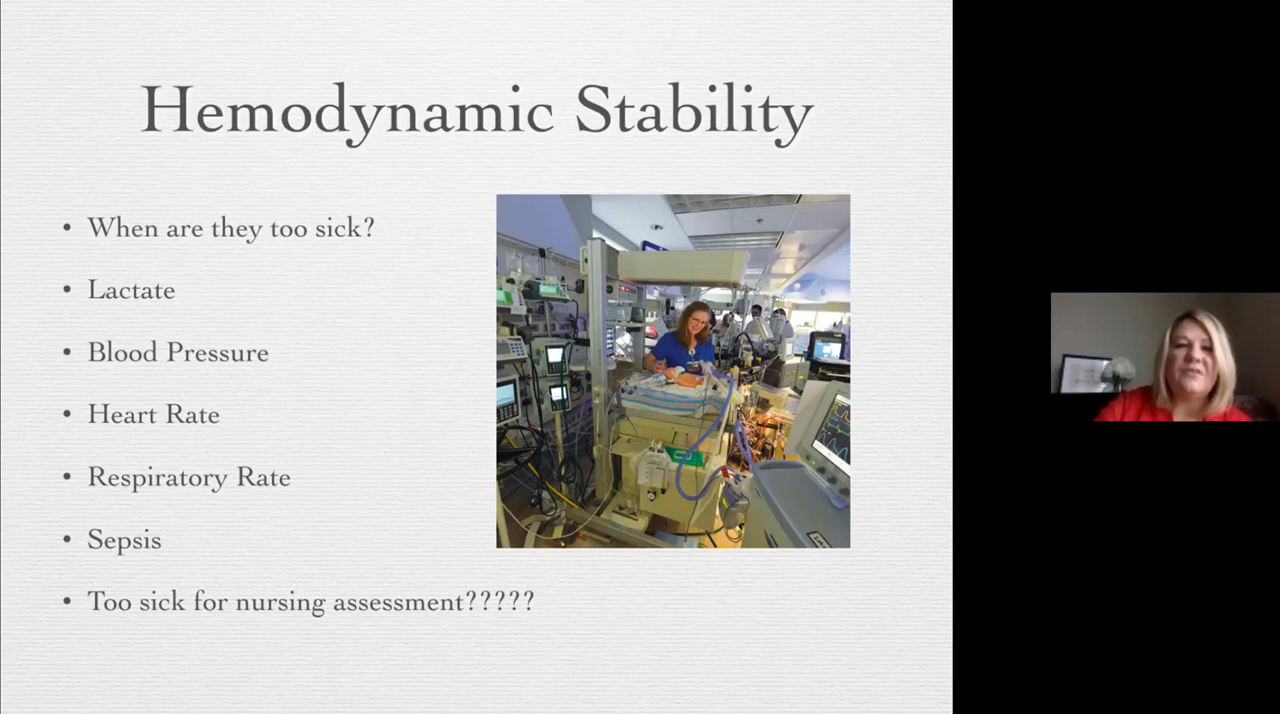 Hemodynamic Stability
• When are they too sick?
• Lactate
• Blood Pressure
• Heart Rate
• Respiratory Rate
• Sepsis
• Too sick for nursing assessment?????